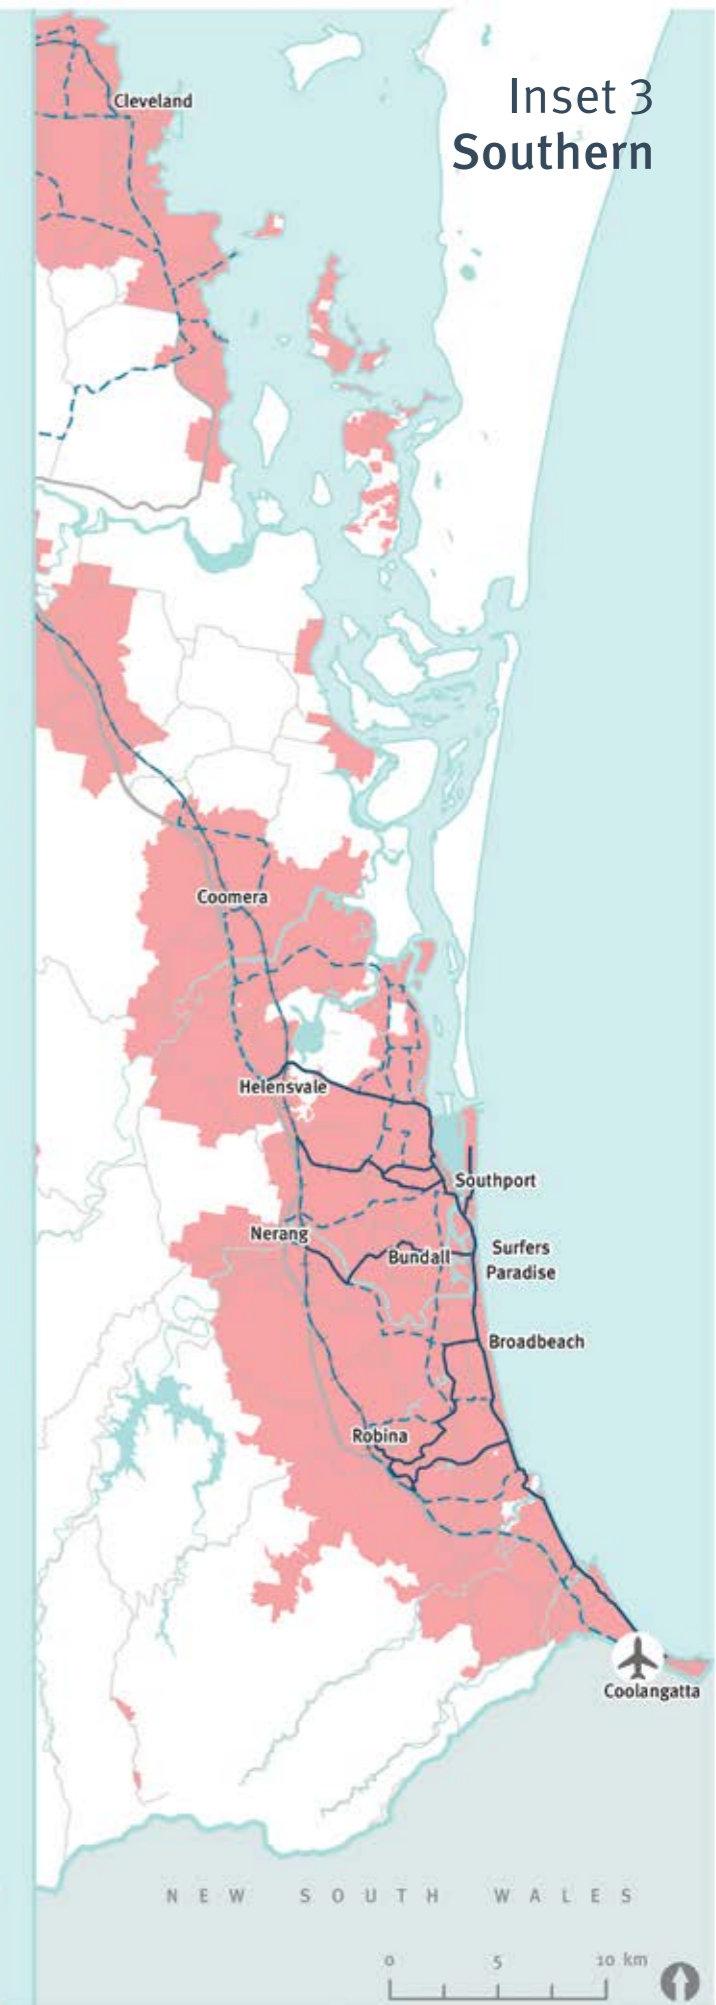 Inset 3
Southern
Cleveland
Coomera
Helensvale
Southport
Nerang
Bundall
Surfers
Paradise
Broadbeach
Robina
Coolangatta
NEW SOUTH WALES
0 5 10 km